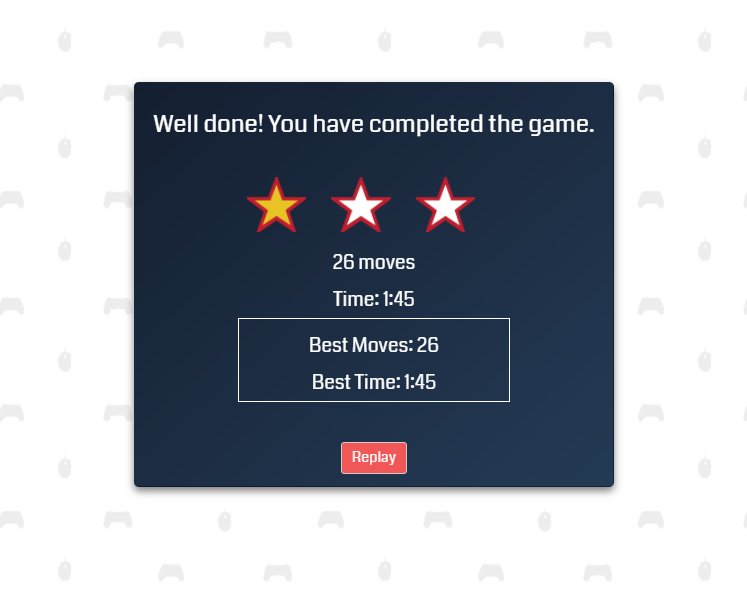 Well done! You have completed the game.
26 moves
Time: 1:45
Best Moves: 26
Best Time: 1:45
Replay